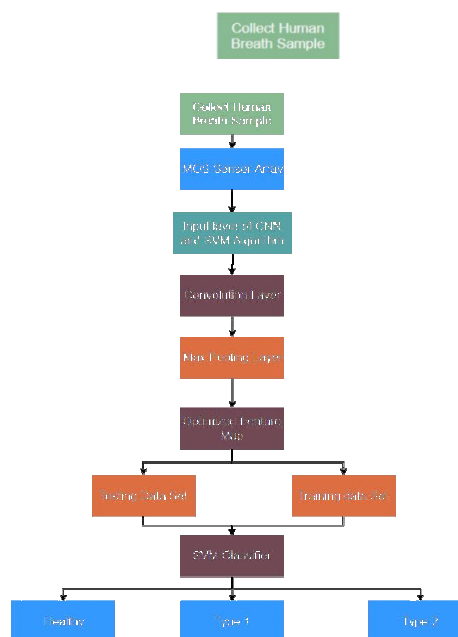 Collect Human
Breath Sample
Collect Human
Breath Sample
MOS Sensor Array
Input layer of CNN
and SVM Algorithm
Convolution Layer
Max Pooling Layer
Optimized Feature
Map
Testing Data Set
Training data Set
SVM Classifier
Healthy
Type 1
Type 2